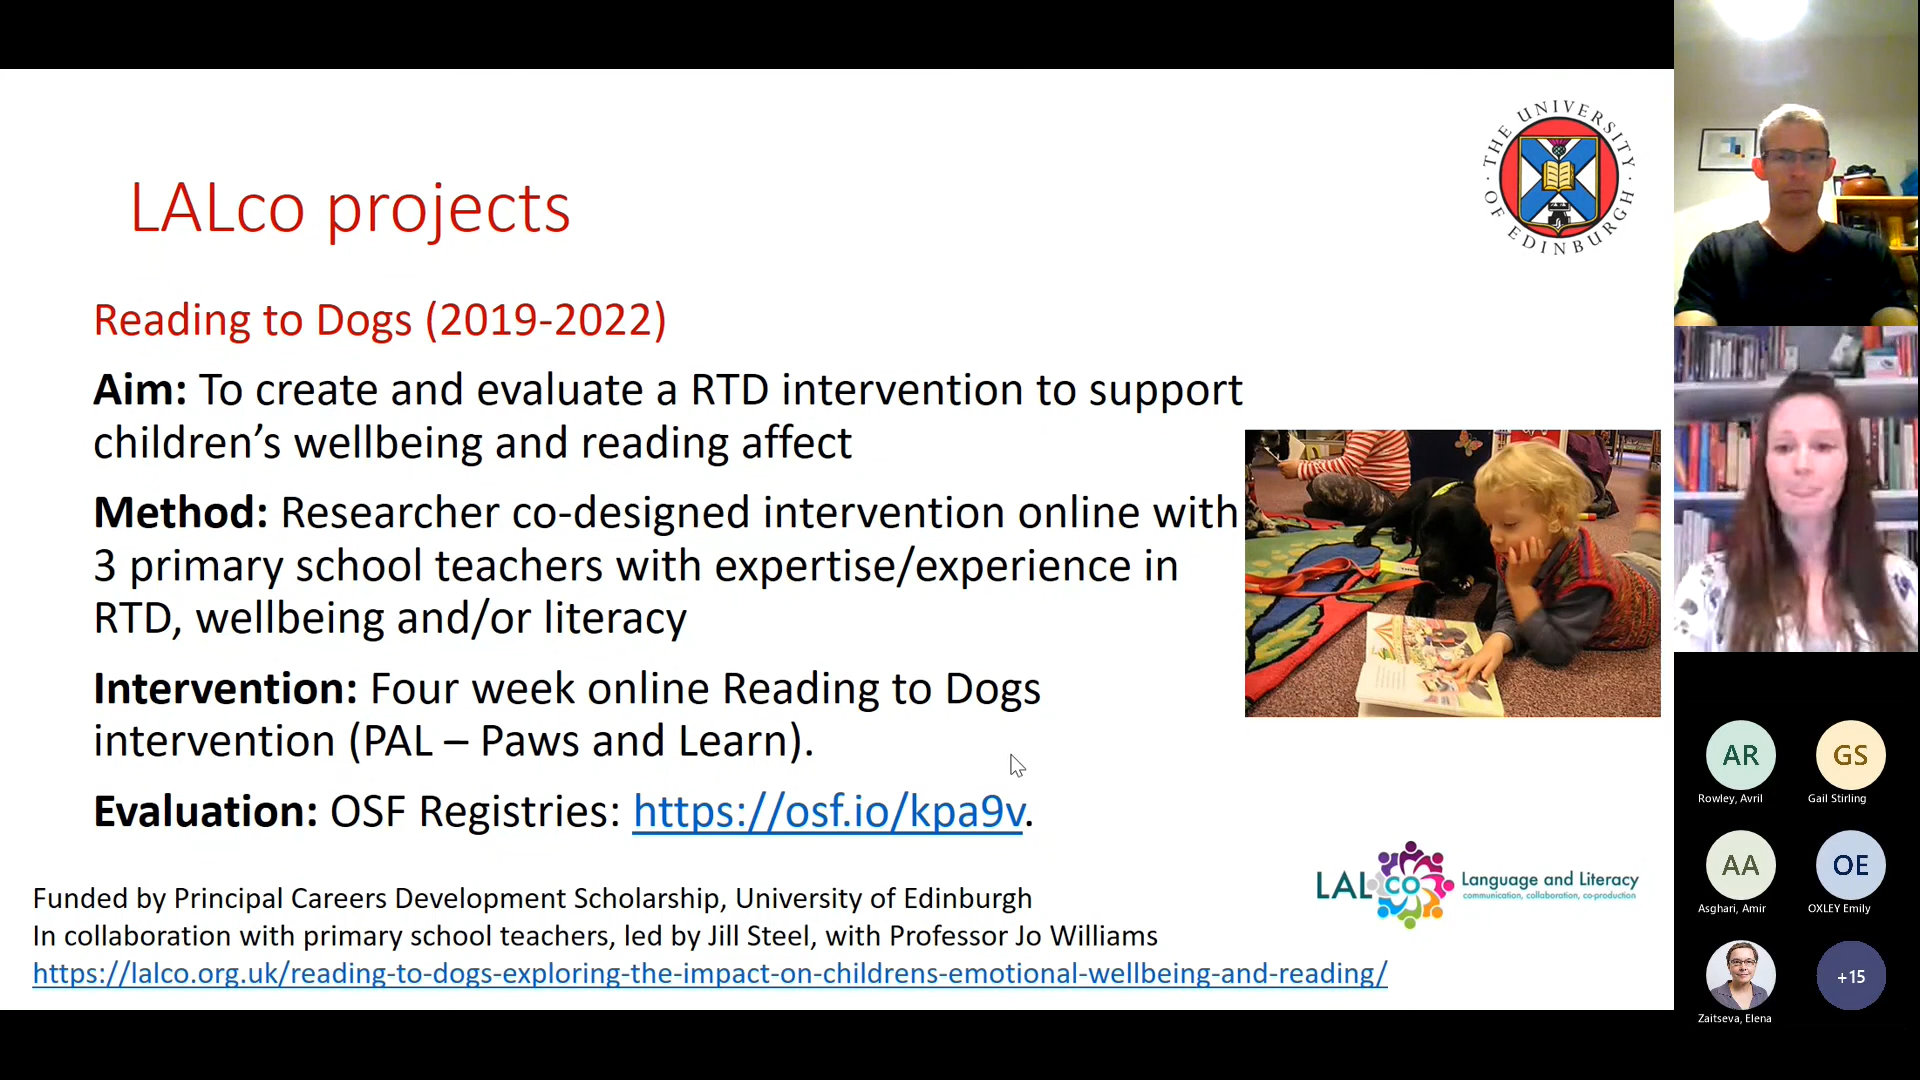 LALco projects
THE UNIVERSITY OF EDINBURGH
Reading to Dogs (2019-2022)
Aim: To create and evaluate a RTD intervention to support
children’s wellbeing and reading affect
Method: Researcher co-designed intervention online with
3 primary school teachers with expertise/experience in
RTD, wellbeing and/or literacy
Intervention: Four week online Reading to Dogs
intervention (PAL – Paws and Learn).
Evaluation: OSF Registries: https://osf.io/kpa9v.
LALco Language and Literacy
communication, collaboration, co-production
Funded by Principal Careers Development Scholarship, University of Edinburgh
In collaboration with primary school teachers, led by Jill Steel, with Professor Jo Williams
https://lalco.org.uk/reading-to-dogs-exploring-the-impact-on-childrens-emotional-wellbeing-and-reading/
AR GS
Rowley, Avril Gail Stirling
AA OE
Asghari, Amir OXLEY Emily
+15
Zaitseva, Elena